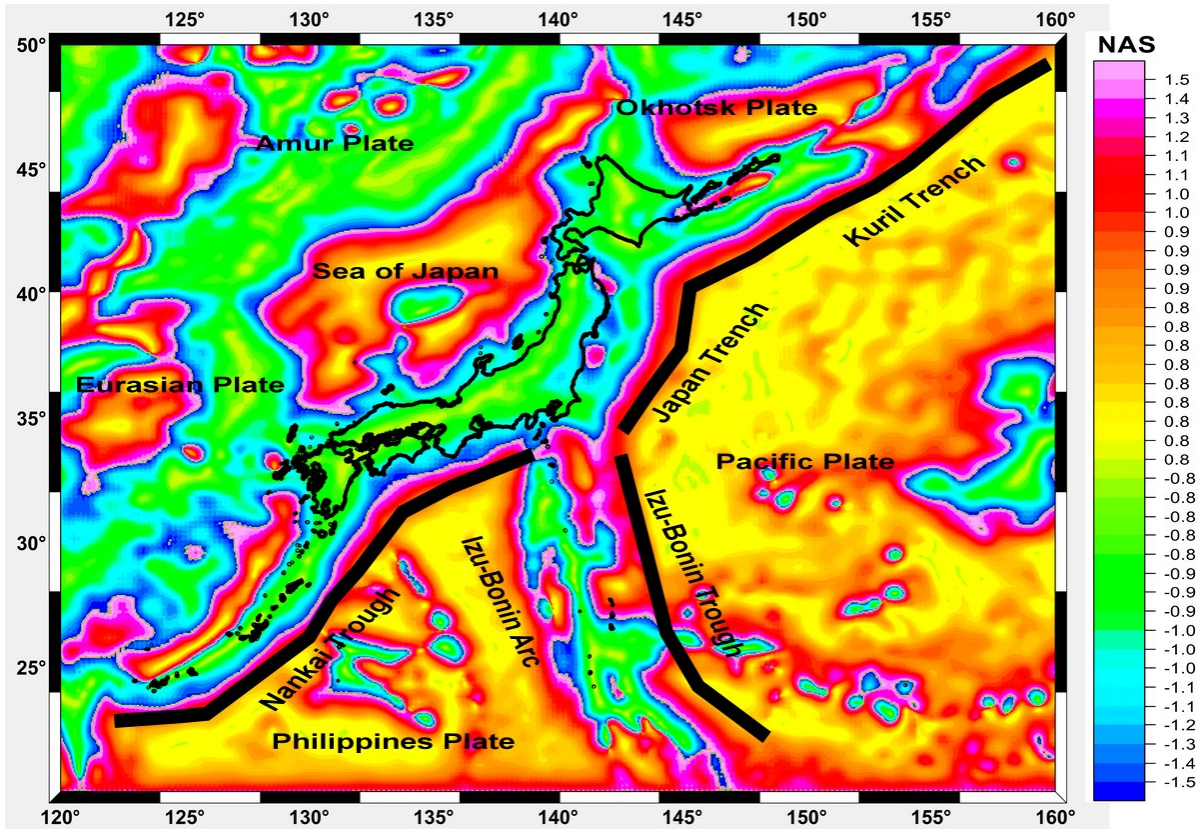 125° 130° 135° 140° 145° 150° 155° 160°
50°
45°
40°
35°
30°
25°
120° 125° 130° 135° 140° 145° 150° 155° 160°
Okhotsk Plate
Amur Plate
Kuril Trench
Sea of Japan
Japan Trench
Eurasian Plate
Pacific Plate
Izu-Bonin Arc
Izu-Bonin Trough
Nankai Trough
Philippines Plate
NAS
1.5
1.4
1.3
1.2
1.1
1.1
1.0
1.0
0.9
0.9
0.9
0.9
0.8
0.8
0.8
0.8
0.8
0.8
-0.8
-0.8
-0.8
-0.8
-0.9
-0.9
-0.9
-1.0
-1.0
-1.0
-1.1
-1.2
-1.3
-1.4
-1.5